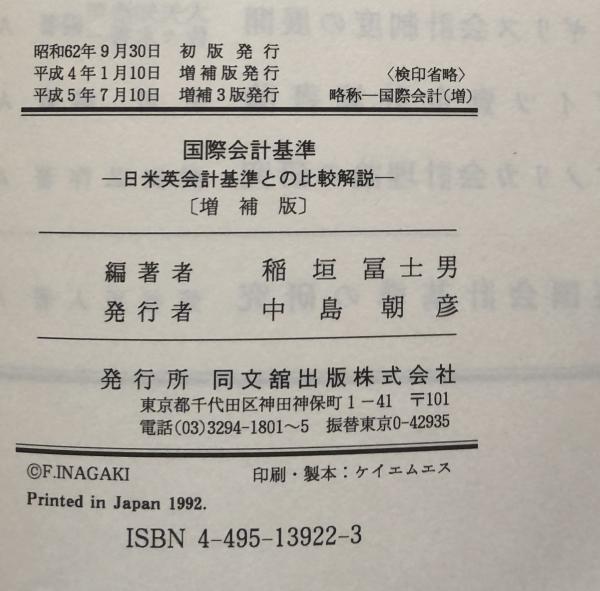 昭和62年9月30日　初版発行
平成4年1月10日　増補版発行　〈検印省略〉
平成5年7月10日　増補3版発行　略称―国際会計(増)
国際会計基準
―日米英会計基準との比較解説―
〔増補版〕
編著者　稲垣冨士男
発行者　中島朝彦
発行所　同文舘出版株式会社
東京都千代田区神田神保町1－41　〒101
電話(03)3294-1801～5　振替東京0-42935
©F.INAGAKI　印刷・製本：ケイエムエス
Printed in Japan 1992.
ISBN 4-495-13922-3